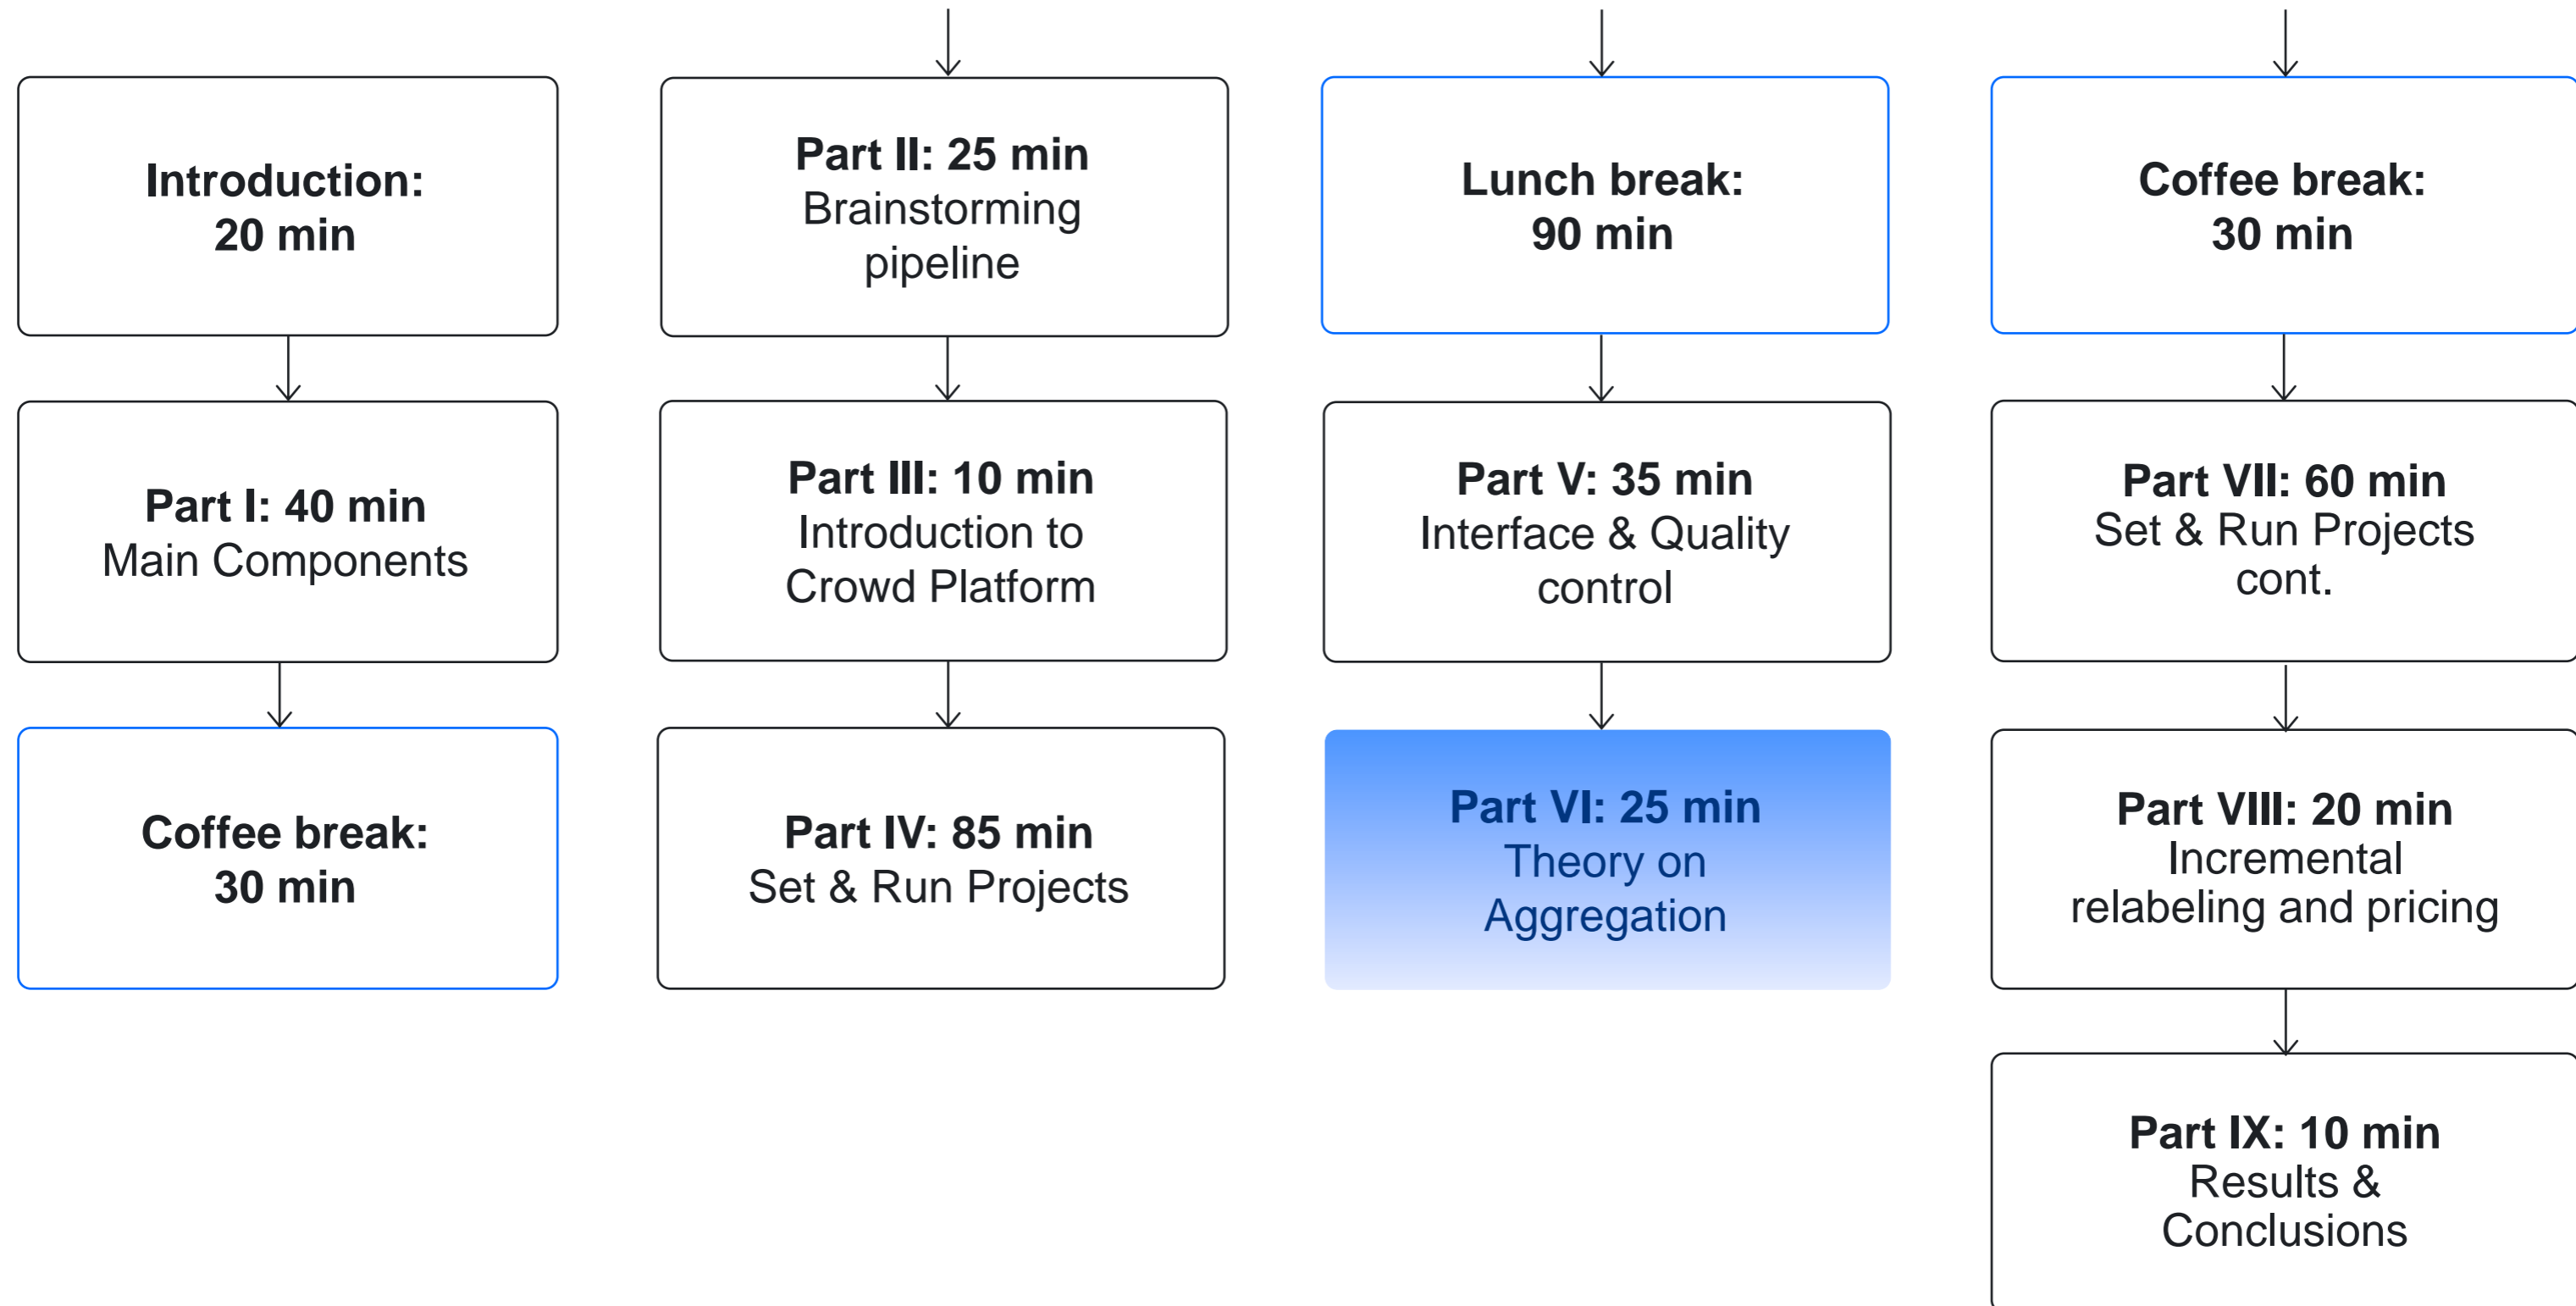 Introduction:
20 min
Part I: 40 min
Main Components
Coffee break:
30 min
Part II: 25 min
Brainstorming
pipeline
Part III: 10 min
Introduction to
Crowd Platform
Part IV: 85 min
Set & Run Projects
Lunch break:
90 min
Part V: 35 min
Interface & Quality
control
Part VI: 25 min
Theory on
Aggregation
Coffee break:
30 min
Part VII: 60 min
Set & Run Projects
cont.
Part VIII: 20 min
Incremental
relabeling and pricing
Part IX: 10 min
Results &
Conclusions